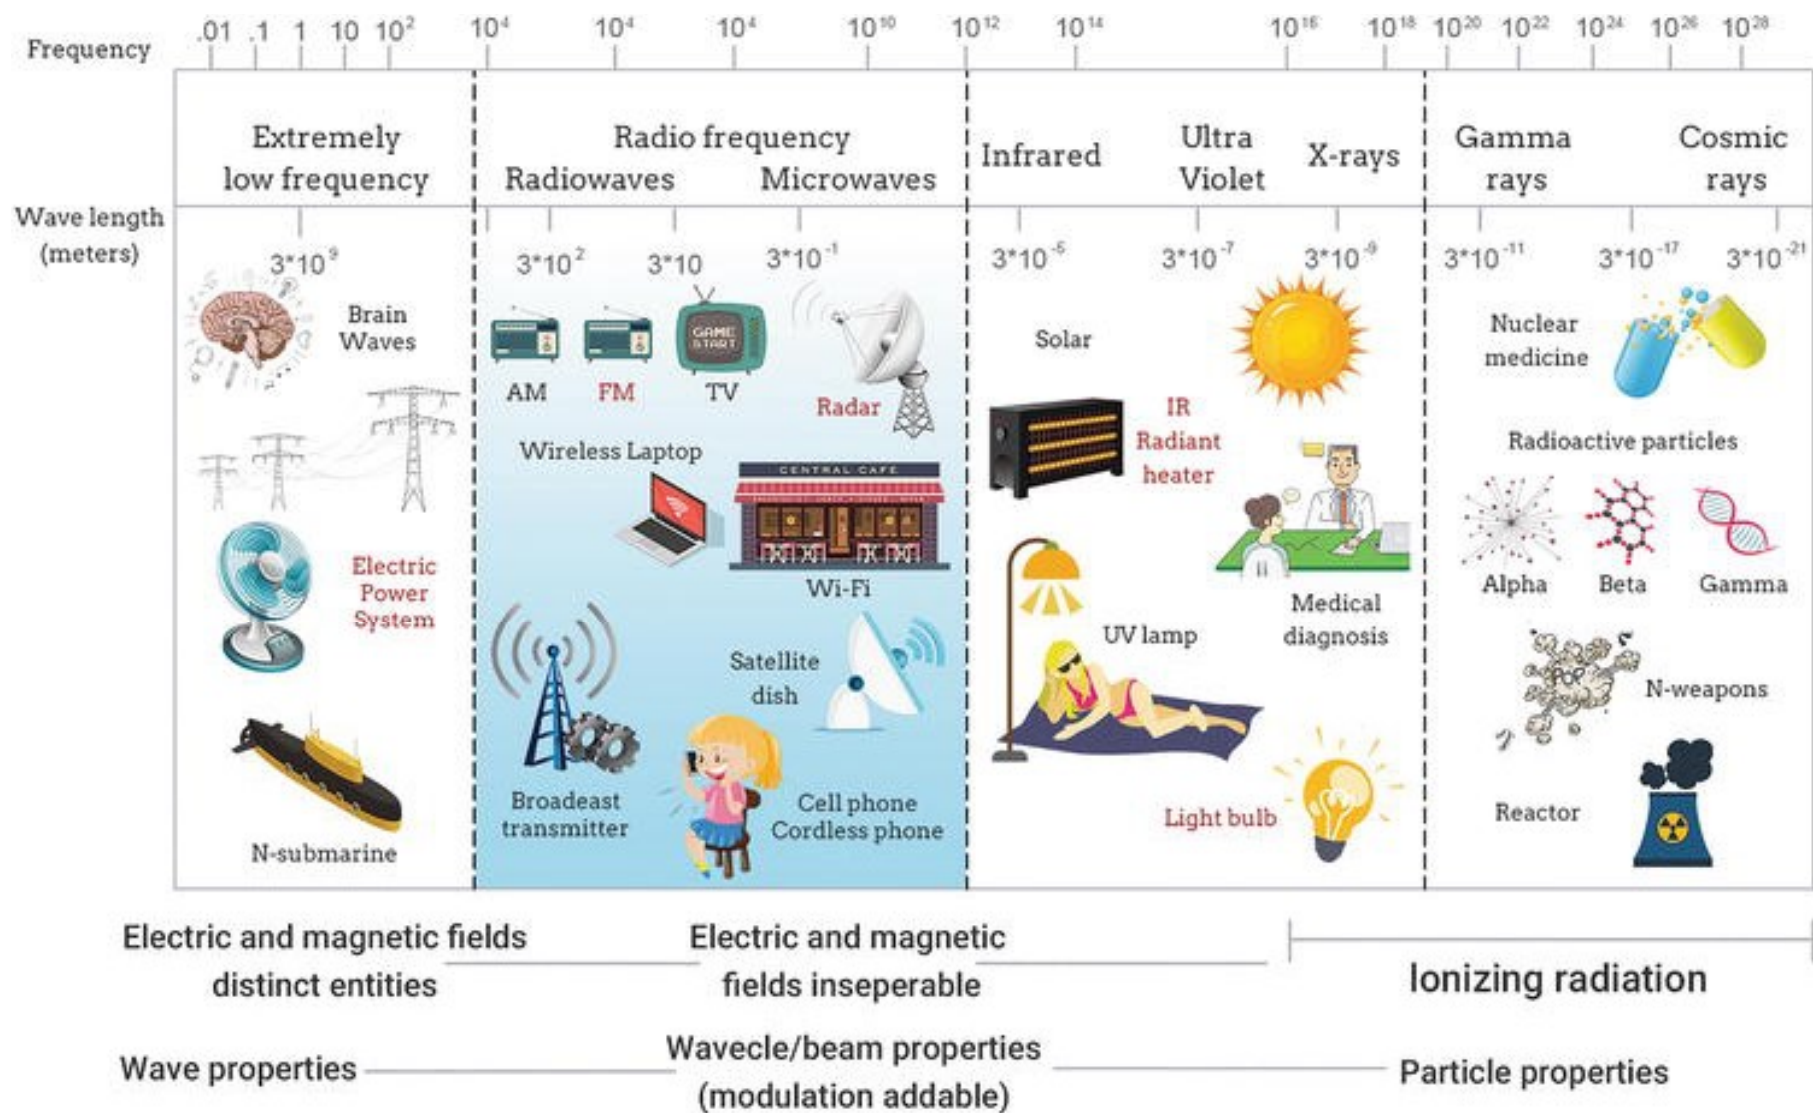 Frequency
.01 .1 1 10 10² 10⁴ 10⁴ 10⁴ 10¹⁰ 10¹² 10¹⁴ 10¹⁶ 10¹⁸ 10²⁰ 10²² 10²⁴ 10²⁶ 10²⁸
Extremely
low frequency
Radio frequency
Radiowaves Microwaves
Infrared
Ultra
Violet
X-rays
Gamma
rays
Cosmic
rays
Wave length
(meters)
3*10⁹ 3*10² 3*10 3*10⁻¹ 3*10⁻⁵ 3*10⁻⁷ 3*10⁻⁹ 3*10⁻¹¹ 3*10⁻¹⁷ 3*10⁻²¹
Brain
Waves
Electric
Power
System
N-submarine
GAME
START
AM FM TV
Radar
Wireless Laptop
CENTRAL CAFE
Wi-Fi
Satellite
dish
Broadeast
transmitter
Cell phone
Cordless phone
Solar
IR
Radiant
heater
Medical
diagnosis
UV lamp
Light bulb
Nuclear
medicine
Radioactive particles
Alpha Beta Gamma
N-weapons
Reactor
Electric and magnetic fields
distinct entities
Electric and magnetic
fields inseperable
Ionizing radiation
Wave properties
Wavecle/beam properties
(modulation addable)
Particle properties